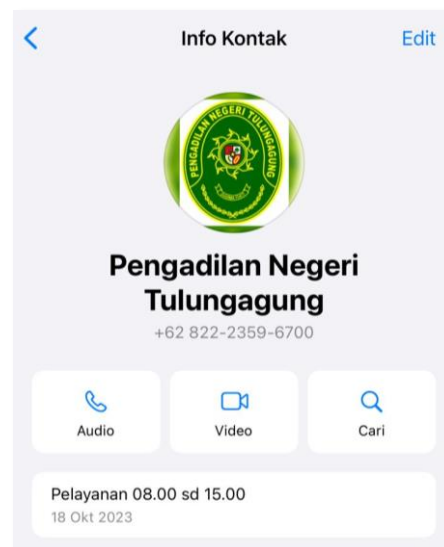 Info Kontak
Edit
PENGADILAN NEGERI TULUNGAGUNG
Pengadilan Negeri
Tulungagung
+62 822-2359-6700
Audio
Video
Cari
Pelayanan 08.00 sd 15.00
18 Okt 2023